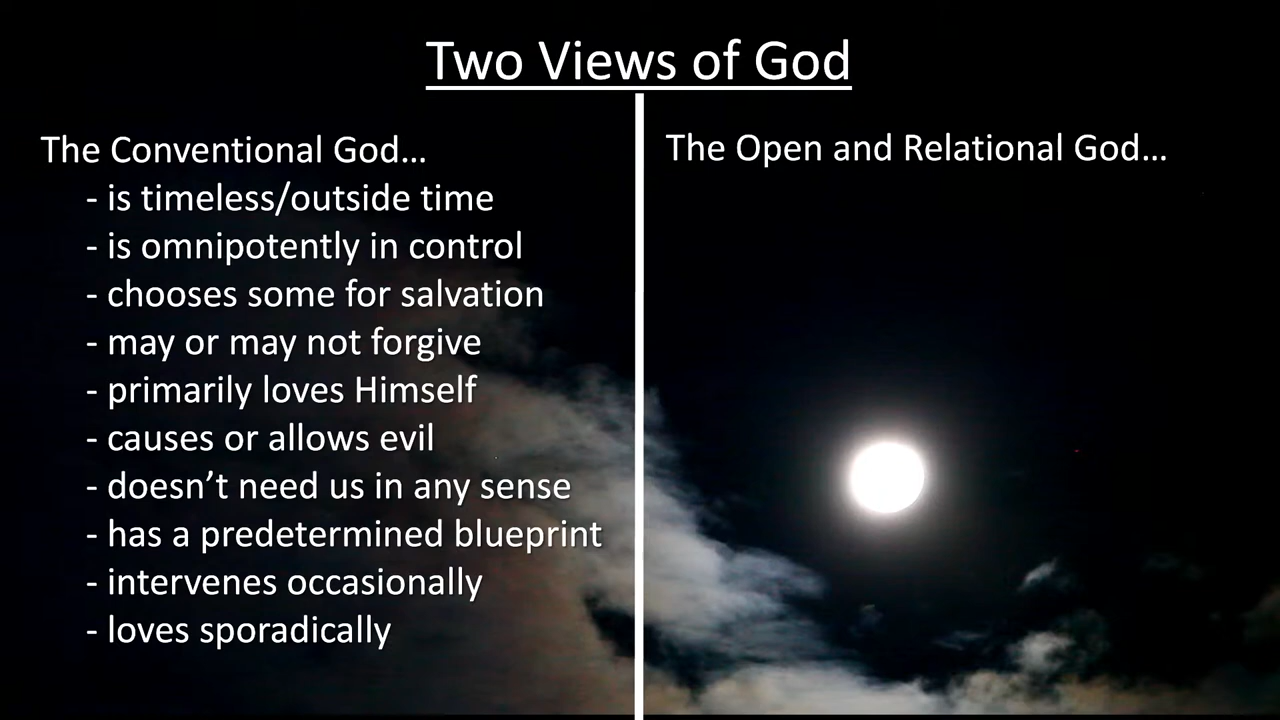 Two Views of God
The Conventional God…
- is timeless/outside time
- is omnipotently in control
- chooses some for salvation
- may or may not forgive
- primarily loves Himself
- causes or allows evil
- doesn’t need us in any sense
- has a predetermined blueprint
- intervenes occasionally
- loves sporadically
The Open and Relational God…